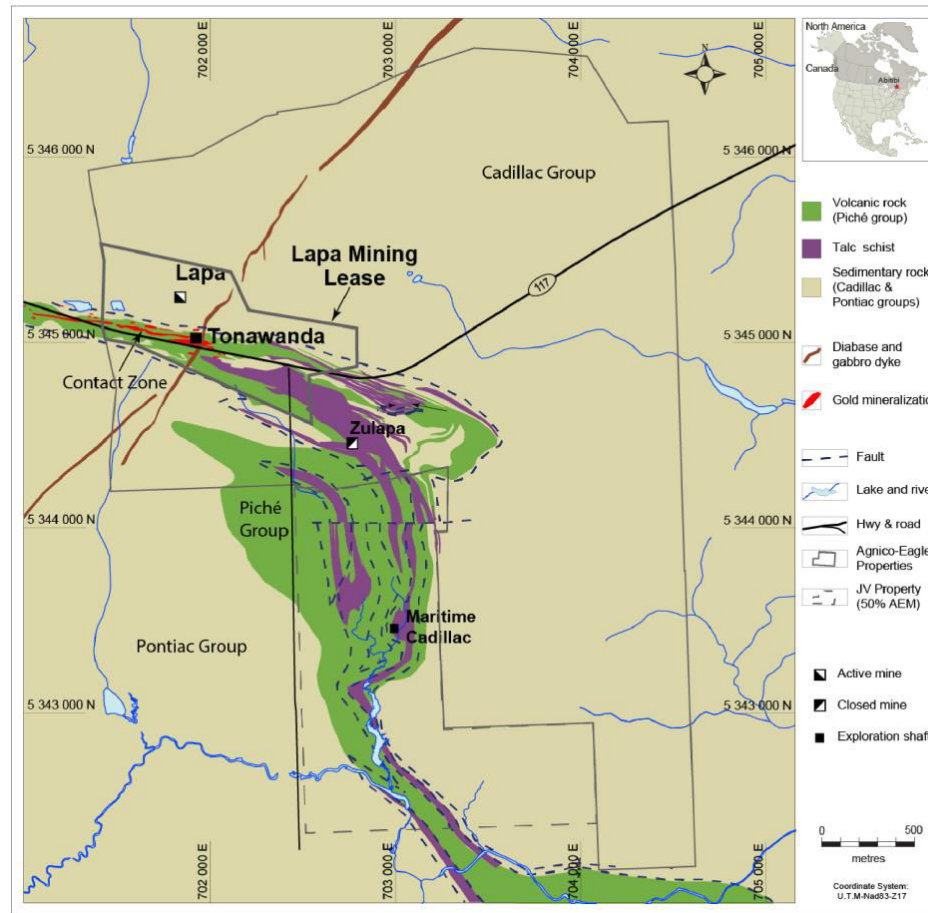 702 000 E
703 000 E
704 000 E
705 000 E
N
North America
Canada
Abitibi
5 346 000 N
5 346 000 N
Cadillac Group
Volcanic rock
(Piché group)
Talc schist
Sedimentary rock
(Cadillac &
Pontiac groups)
Lapa
Lapa Mining
Lease
117
5 345 000 N
5 345 000 N
Tonawanda
Contact Zone
Diabase and
gabbro dyke
Gold mineralizatio
Zulapa
Fault
Lake and rive
Piché
Group
5 344 000 N
5 344 000 N
Hwy & road
Agnico-Eagle
Properties
JV Property
(50% AEM)
Maritime
Cadillac
Pontiac Group
Active mine
Closed mine
Exploration shaf
5 343 000 N
5 343 000 N
0 500
metres
702 000 E
703 000 E
704 000 E
705 000 E
Coordinate System:
U.T.M-Nad83-Z17